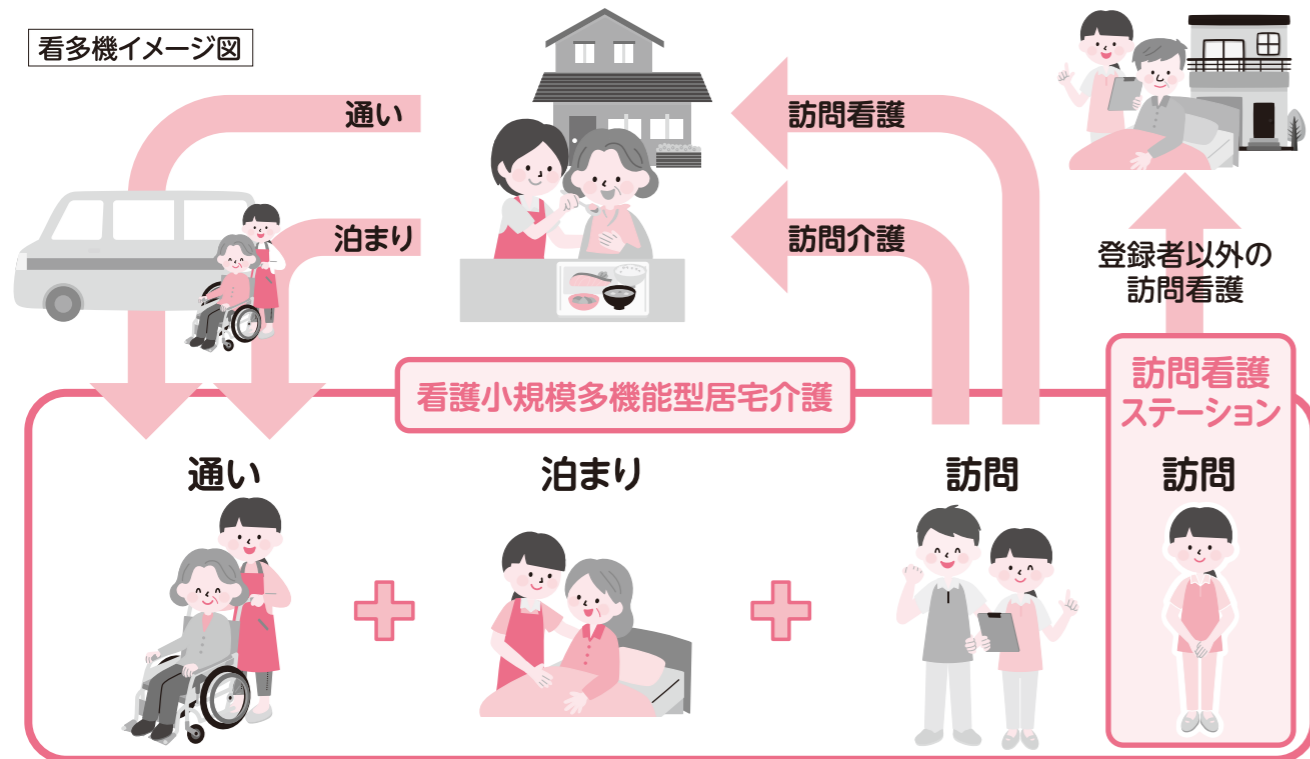 看多機イメージ図
通い
訪問看護
泊まり
訪問介護
登録者以外の
訪問看護
看護小規模多機能型居宅介護
訪問看護
ステーション
通い
泊まり
訪問
訪問